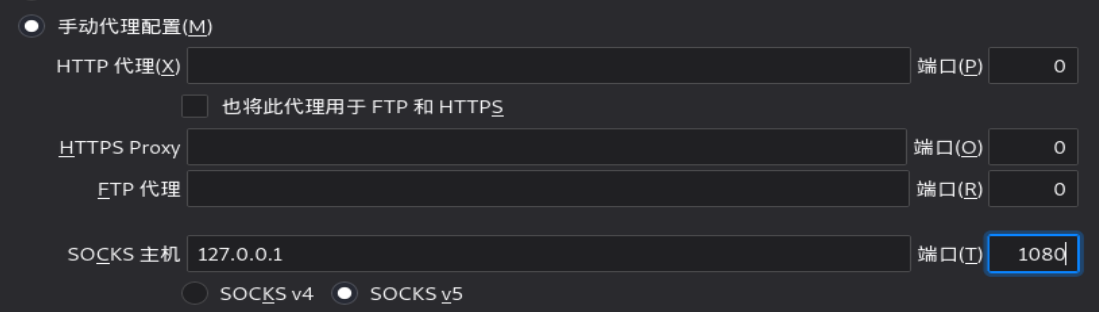 手动代理配置(M)
HTTP 代理(X) 端口(P) 0
也将此代理用于 FTP 和 HTTPS
HTTPS Proxy 端口(O) 0
FTP 代理 端口(R) 0
SOCKS 主机 127.0.0.1 端口(T) 1080
SOCKS v4 SOCKS v5